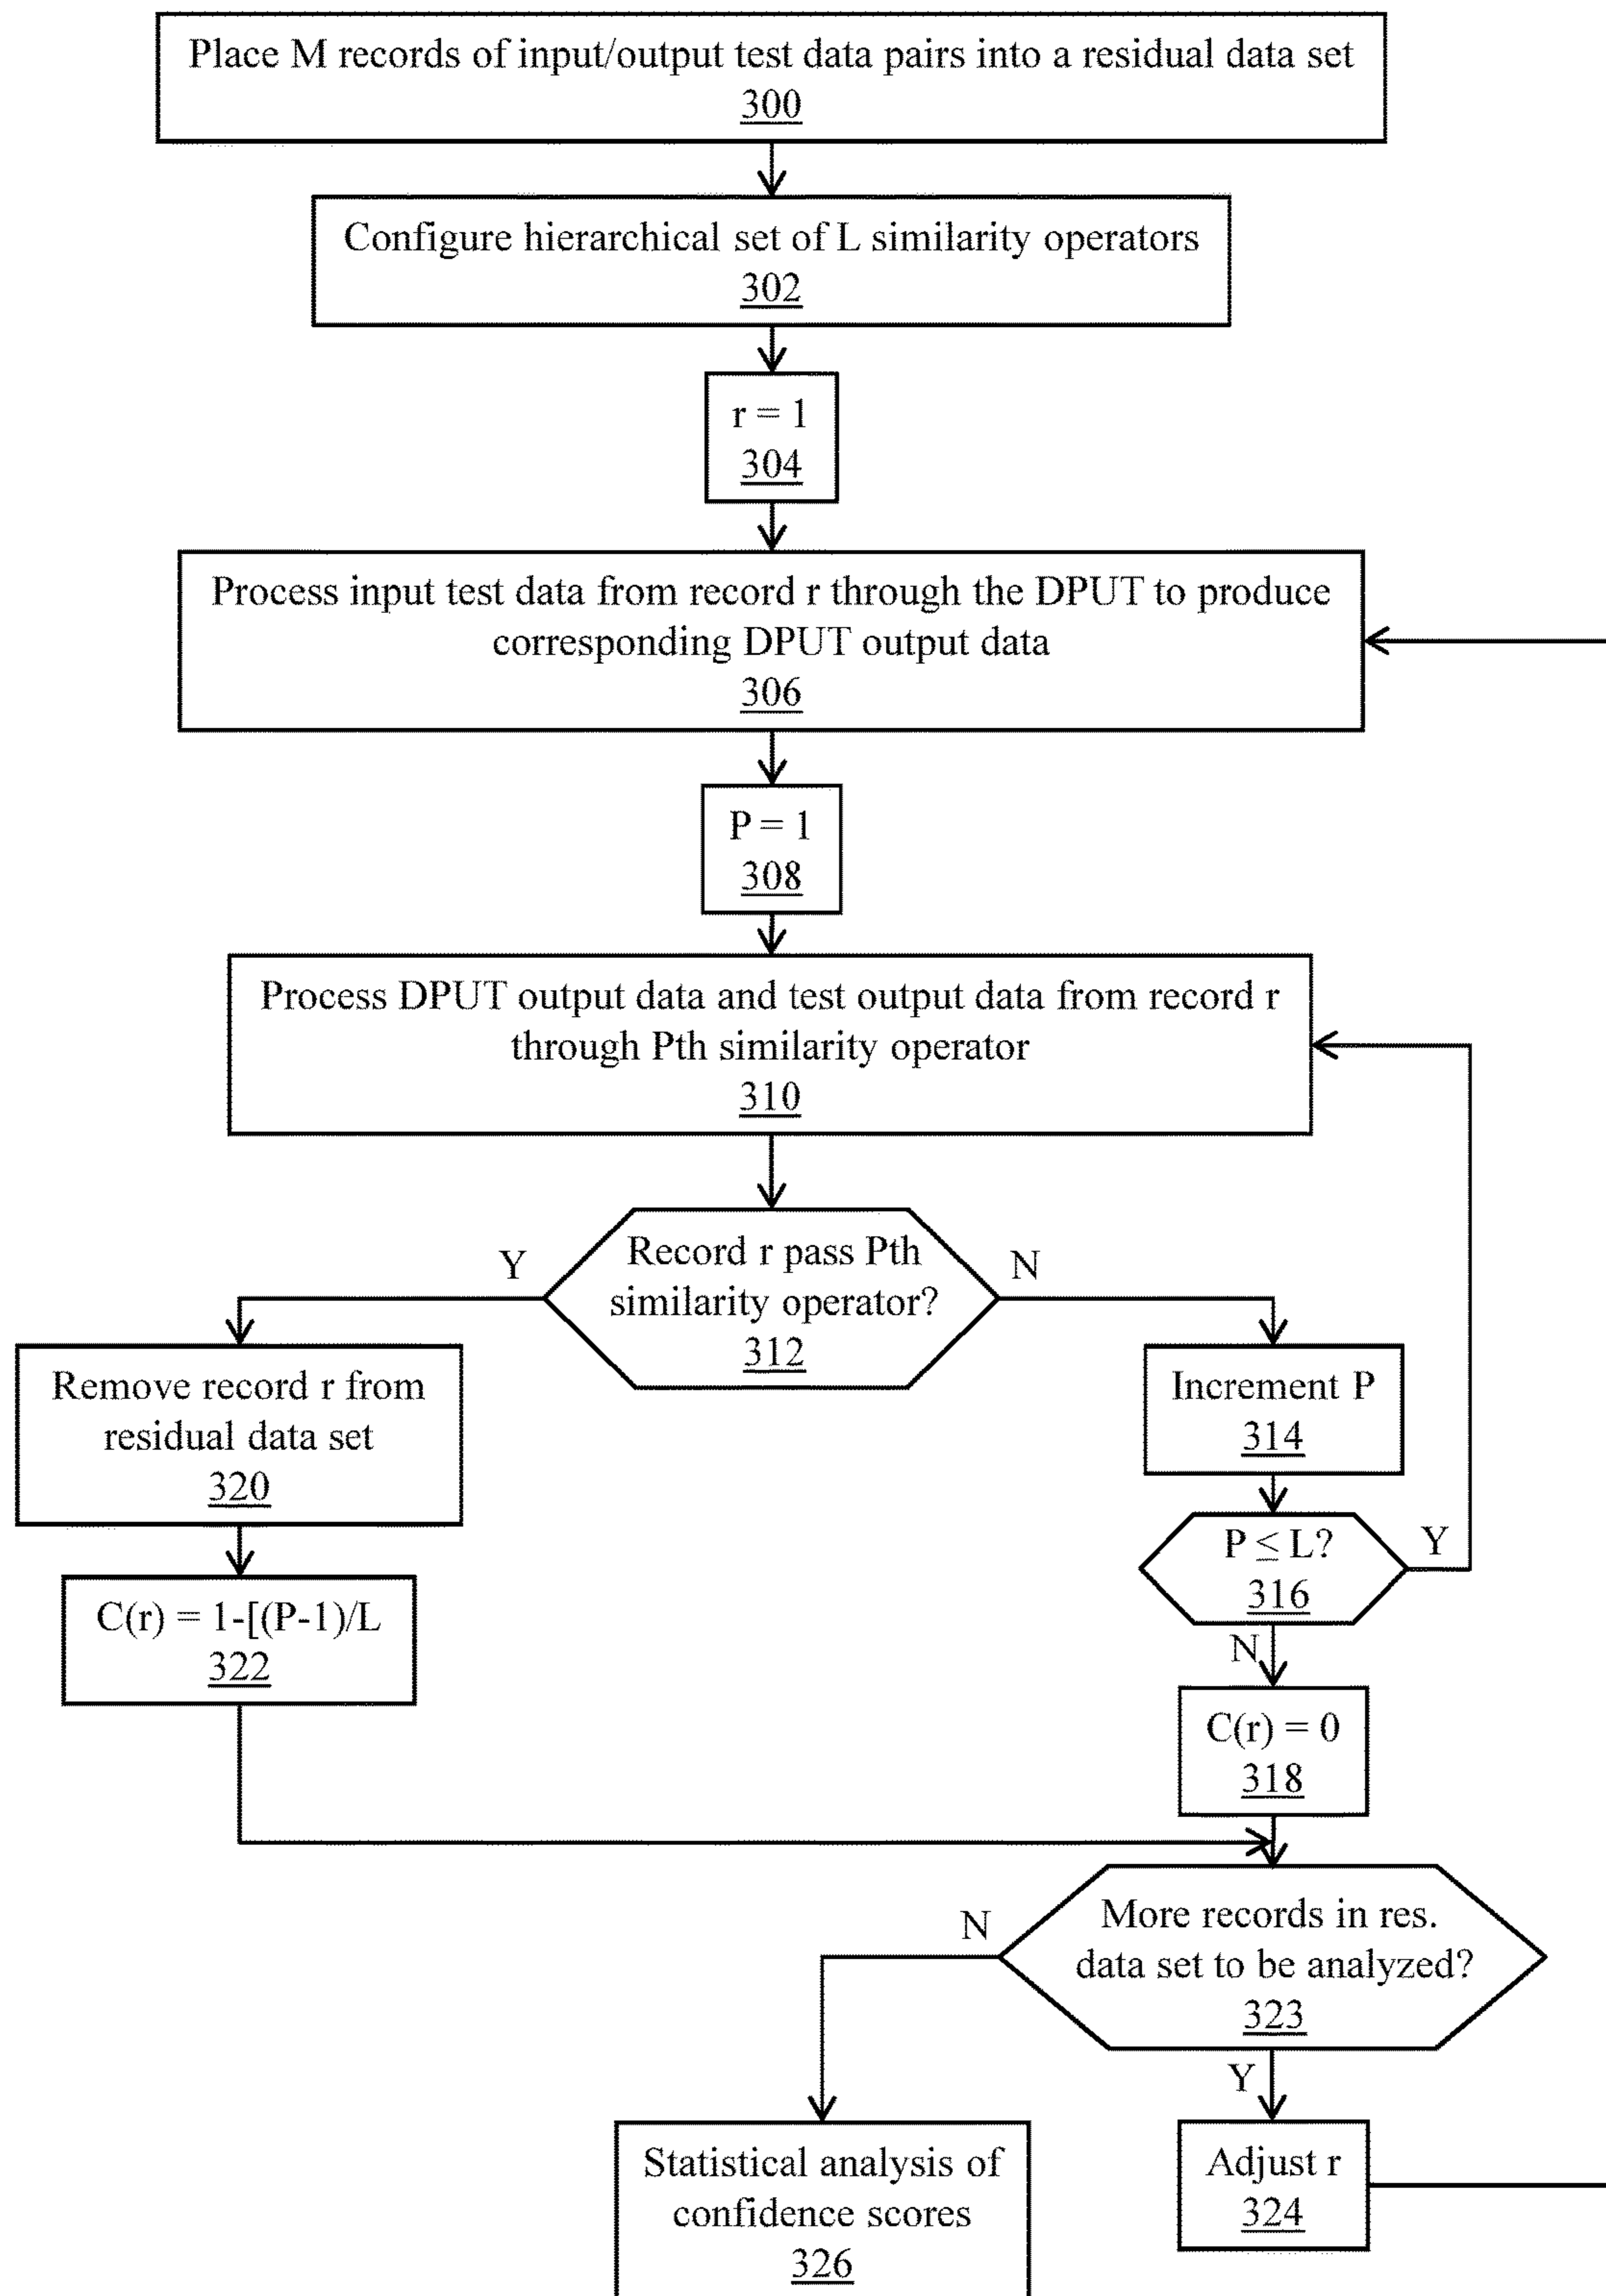 Place M records of input/output test data pairs into a residual data set
300
Configure hierarchical set of L similarity operators
302
r = 1
304
Process input test data from record r through the DPUT to produce
corresponding DPUT output data
306
P = 1
308
Process DPUT output data and test output data from record r
through Pth similarity operator
310
Y
Record r pass Pth
similarity operator?
312
N
Remove record r from
residual data set
320
Increment P
314
P ≤ L?
316
Y
C(r) = 1-[(P-1)/L
322
N
C(r) = 0
318
N
More records in res.
data set to be analyzed?
323
Y
Statistical analysis of
confidence scores
326
Adjust r
324